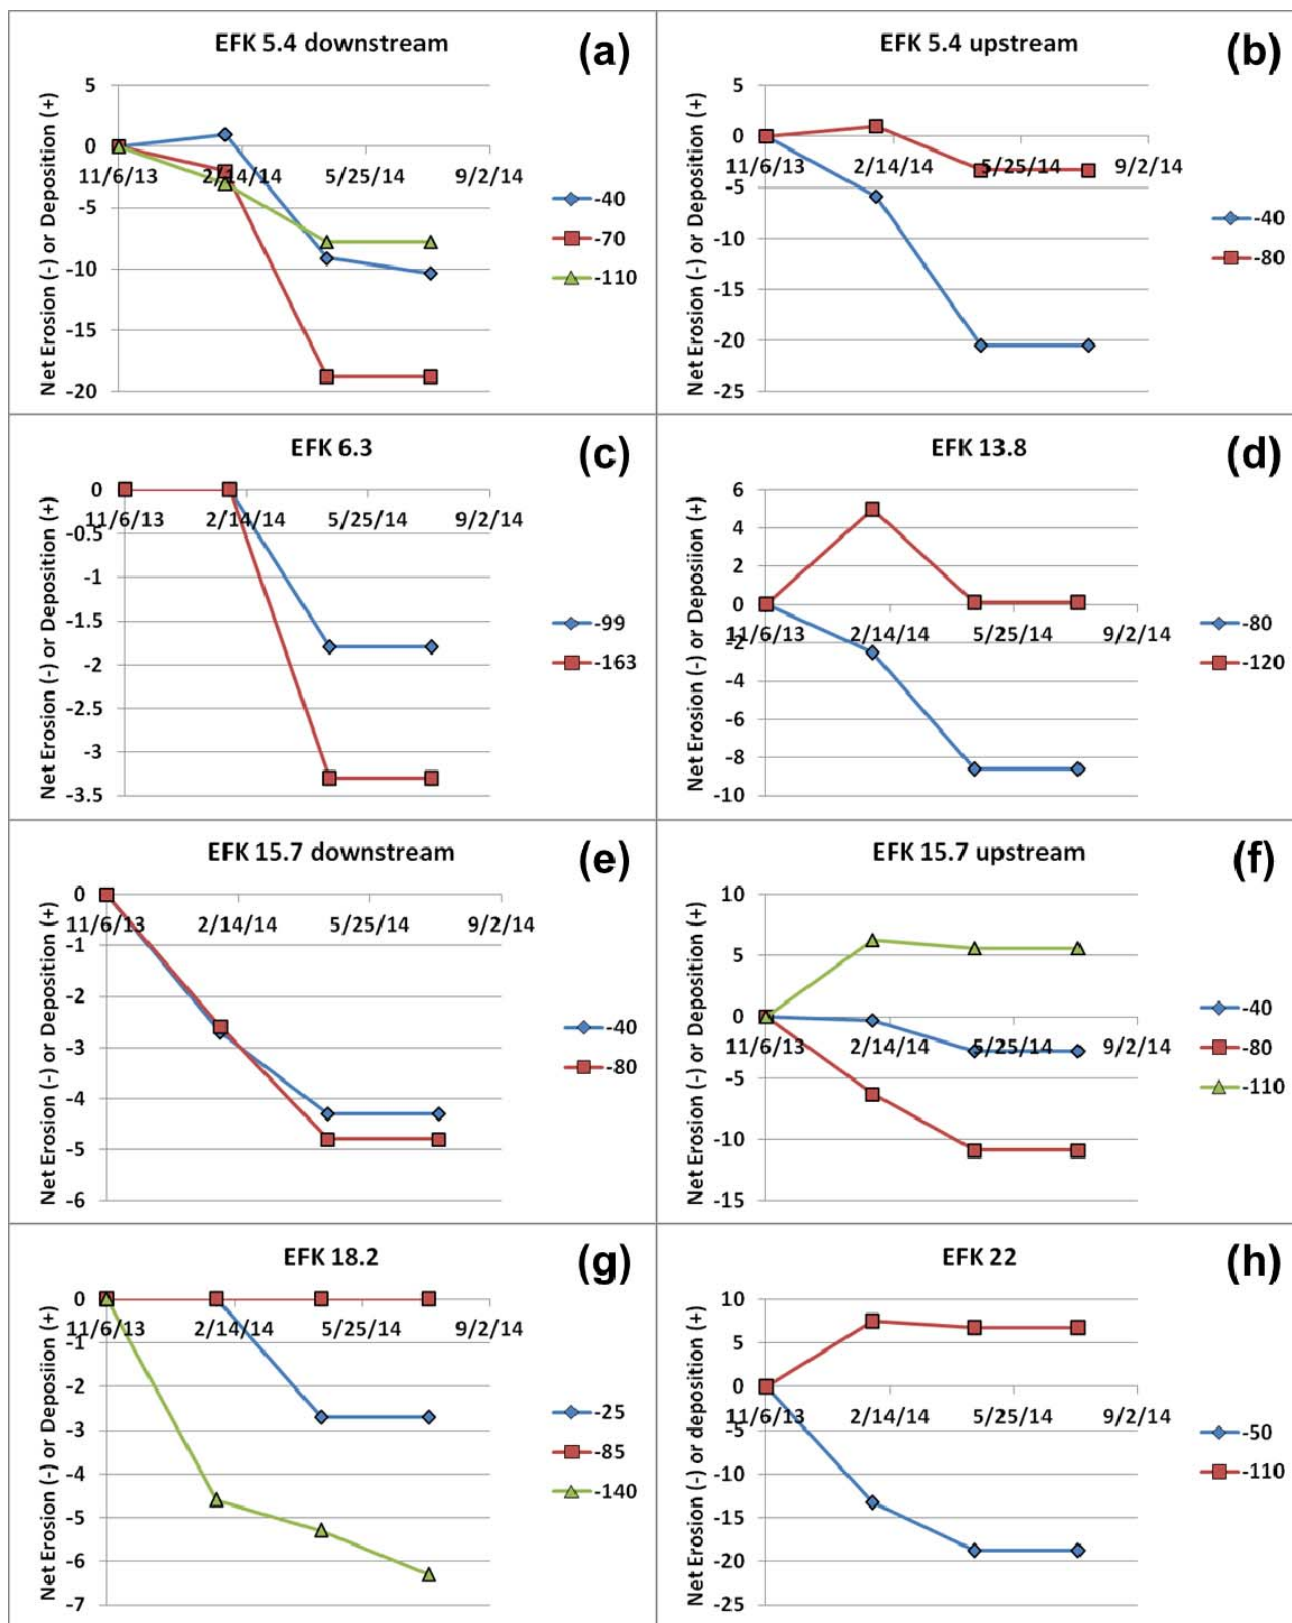 EFK 5.4 downstream
(a)
Net Erosion (-) or Deposition (+)
5
0
-5
-10
-15
-20
11/6/13 2/14/14 5/25/14 9/2/14
-40
-70
-110
EFK 5.4 upstream
(b)
Net Erosion (-) or Deposition (+)
5
0
-5
-10
-15
-20
-25
11/6/13 2/14/14 5/25/14 9/2/14
-40
-80
EFK 6.3
(c)
Net Erosion (-) or Deposition (+)
0
-0.5
-1
-1.5
-2
-2.5
-3
-3.5
11/6/13 2/14/14 5/25/14 9/2/14
-99
-163
EFK 13.8
(d)
Net Erosion (-) or Deposiion (+)
6
4
2
0
-2
-4
-6
-8
-10
11/6/13 2/14/14 5/25/14 9/2/14
-80
-120
EFK 15.7 downstream
(e)
Net Erosion (-) or Deposition (+)
0
-1
-2
-3
-4
-5
-6
11/6/13 2/14/14 5/25/14 9/2/14
-40
-80
EFK 15.7 upstream
(f)
Net Erosion (-) or Deposition (+)
10
5
0
-5
-10
-15
11/6/13 2/14/14 5/25/14 9/2/14
-40
-80
-110
EFK 18.2
(g)
Net Erosion (-) or Deposiion (+)
0
-1
-2
-3
-4
-5
-6
-7
11/6/13 2/14/14 5/25/14 9/2/14
-25
-85
-140
EFK 22
(h)
Net Erosion (-) or deposition (+)
10
5
0
-5
-10
-15
-20
-25
11/6/13 2/14/14 5/25/14 9/2/14
-50
-110